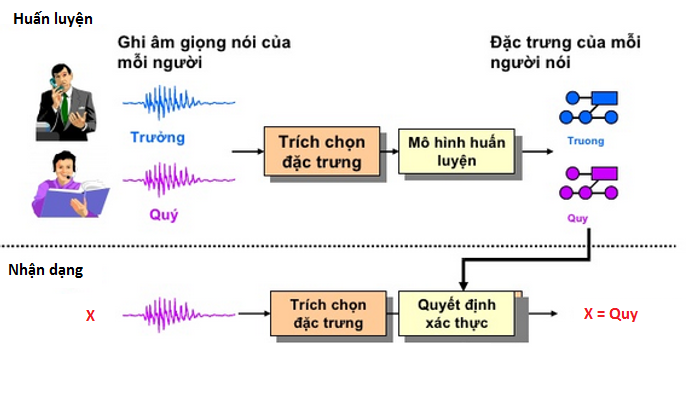 Huấn luyện
Ghi âm giọng nói của
mỗi người
Đặc trưng của mỗi
người nói
Trưởng
Trích chọn
đặc trưng
Mô hình huấn
luyện
Truong
Quý
Quy
Nhận dạng
X
Trích chọn
đặc trưng
Quyết định
xác thực
X = Quy